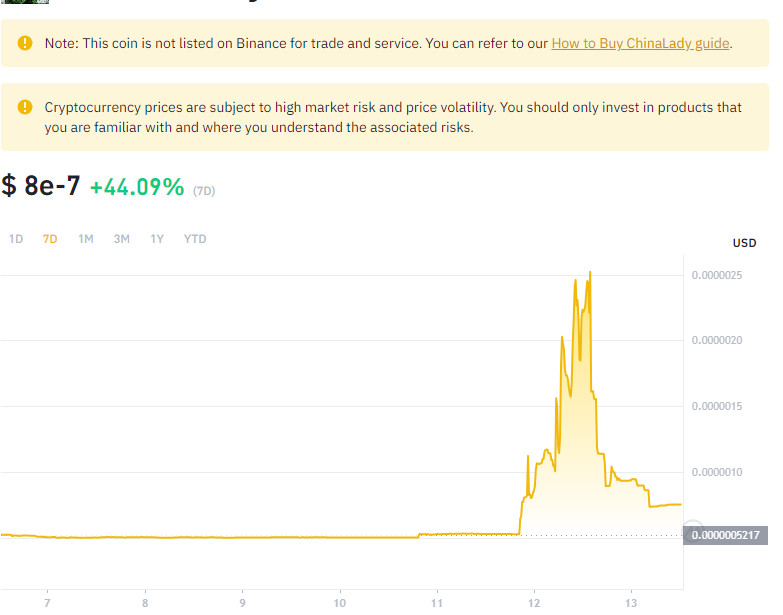 Note: This coin is not listed on Binance for trade and service. You can refer to our How to Buy ChinaLady guide.
Cryptocurrency prices are subject to high market risk and price volatility. You should only invest in products that
you are familiar with and where you understand the associated risks.
$ 8e-7 +44.09% (7D)
1D 7D 1M 3M 1Y YTD
USD
0.0000025
0.0000020
0.0000015
0.0000010
0.0000005217
7 8 9 10 11 12 13